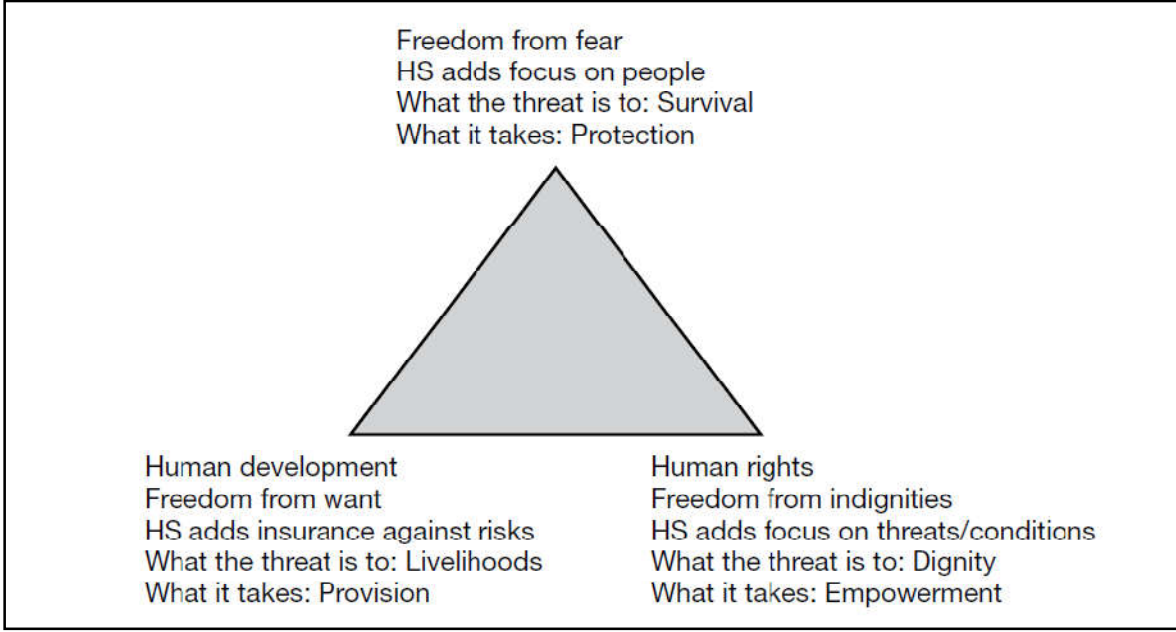 Freedom from fear
HS adds focus on people
What the threat is to: Survival
What it takes: Protection
Human development
Freedom from want
HS adds insurance against risks
What the threat is to: Livelihoods
What it takes: Provision
Human rights
Freedom from indignities
HS adds focus on threats/conditions
What the threat is to: Dignity
What it takes: Empowerment